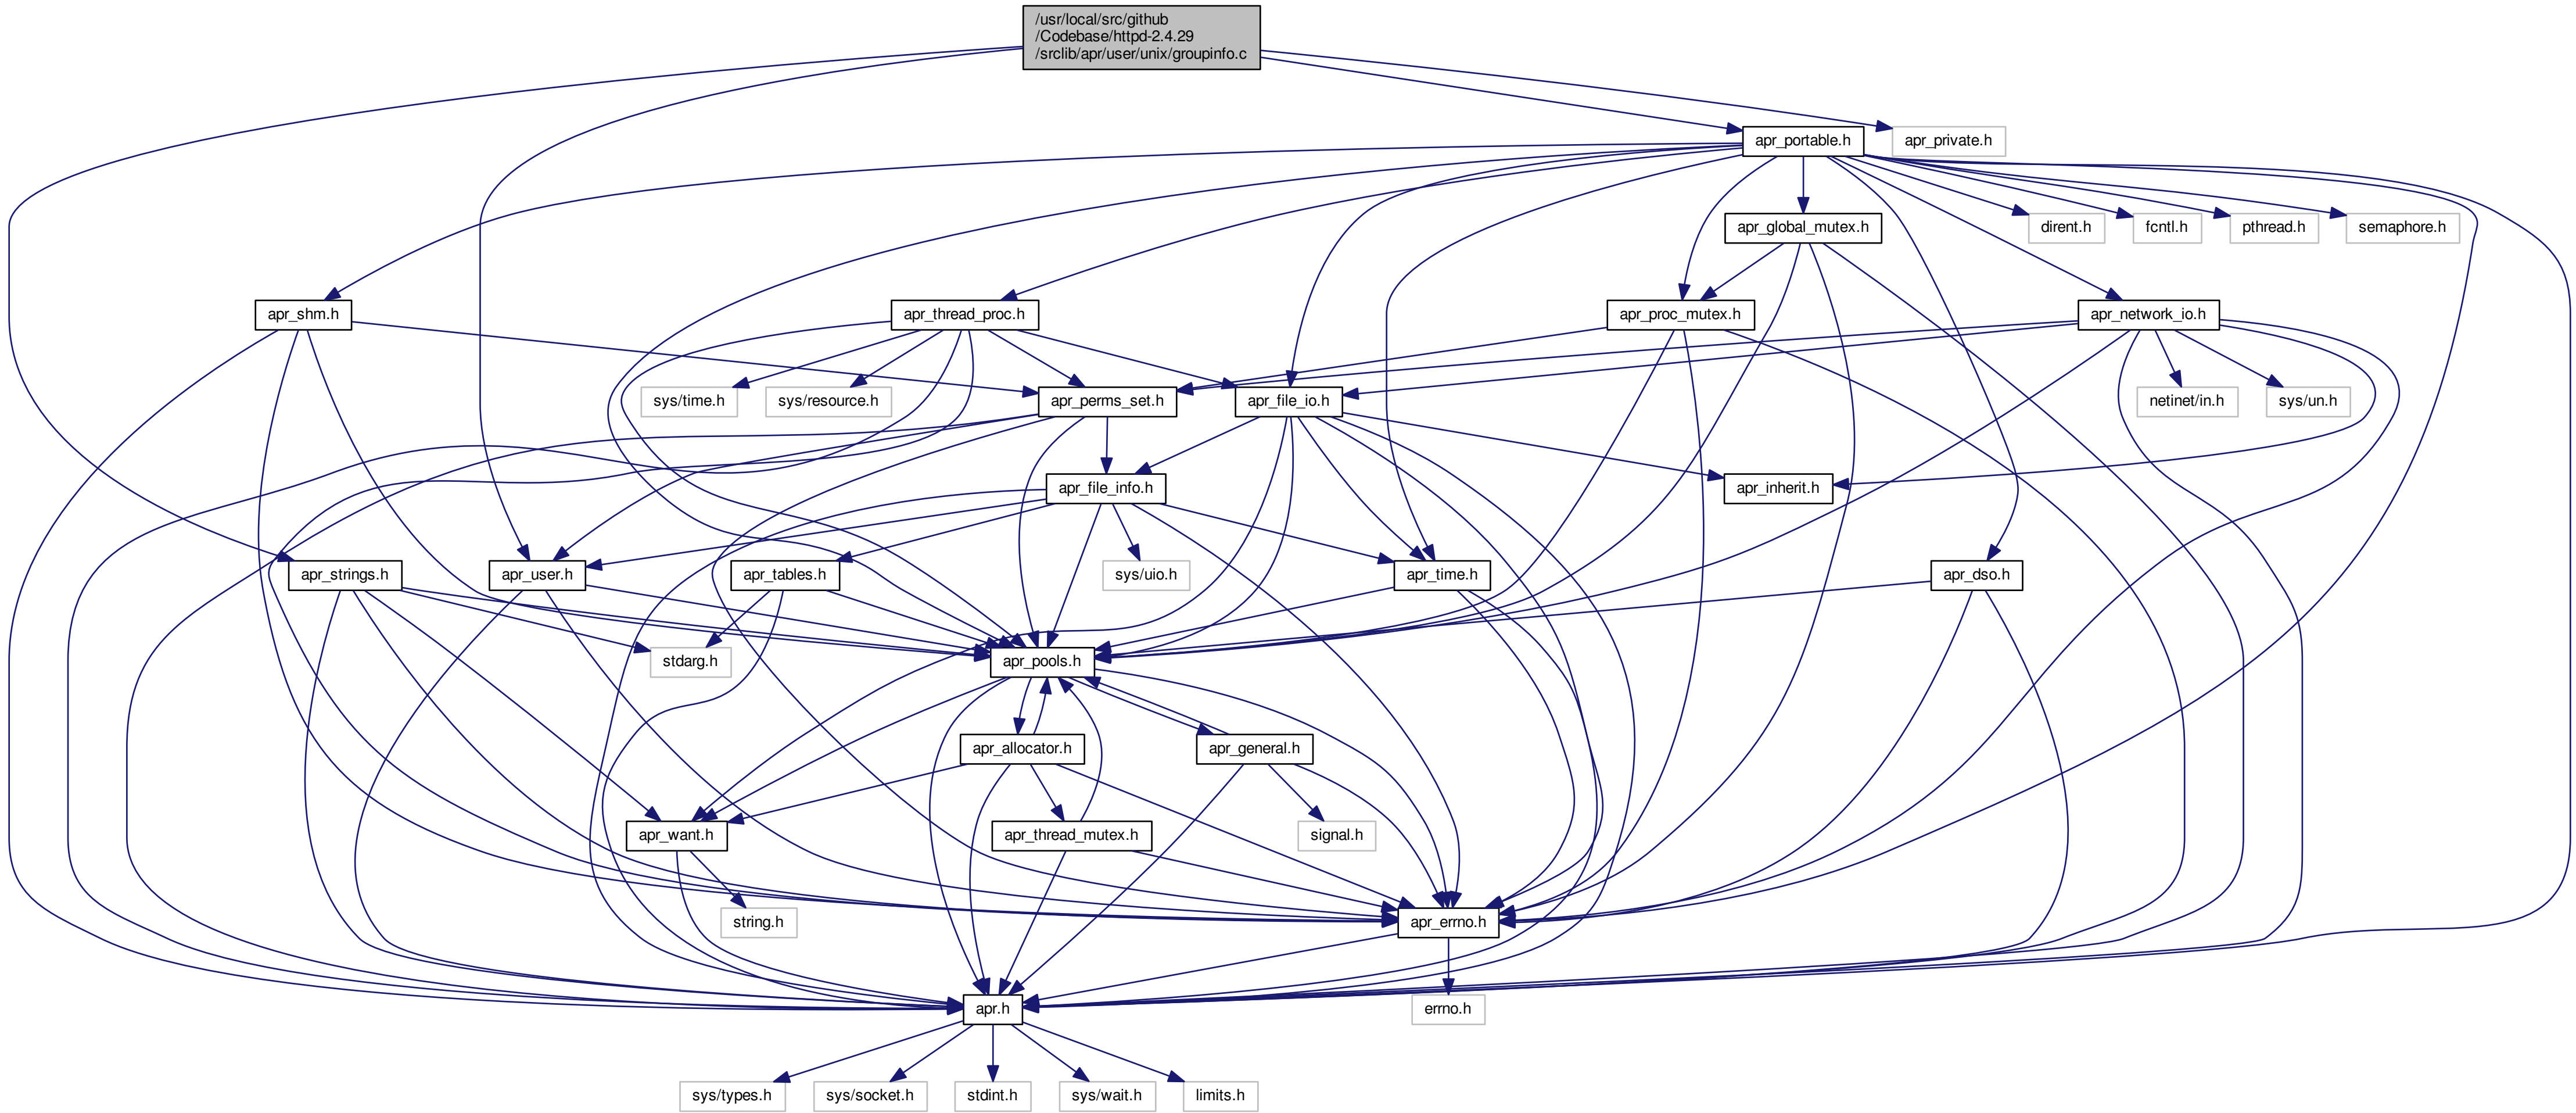 /usr/local/src/github
/Codebase/httpd-2.4.29
/srclib/apr/user/unix/groupinfo.c
apr_portable.h
apr_private.h
apr_global_mutex.h
dirent.h
fcntl.h
pthread.h
semaphore.h
apr_shm.h
apr_thread_proc.h
apr_proc_mutex.h
apr_network_io.h
sys/time.h
sys/resource.h
apr_perms_set.h
apr_file_io.h
netinet/in.h
sys/un.h
apr_file_info.h
apr_inherit.h
apr_strings.h
apr_user.h
apr_tables.h
sys/uio.h
apr_time.h
apr_dso.h
stdarg.h
apr_pools.h
apr_allocator.h
apr_general.h
apr_want.h
apr_thread_mutex.h
signal.h
string.h
apr_errno.h
apr.h
errno.h
sys/types.h
sys/socket.h
stdint.h
sys/wait.h
limits.h